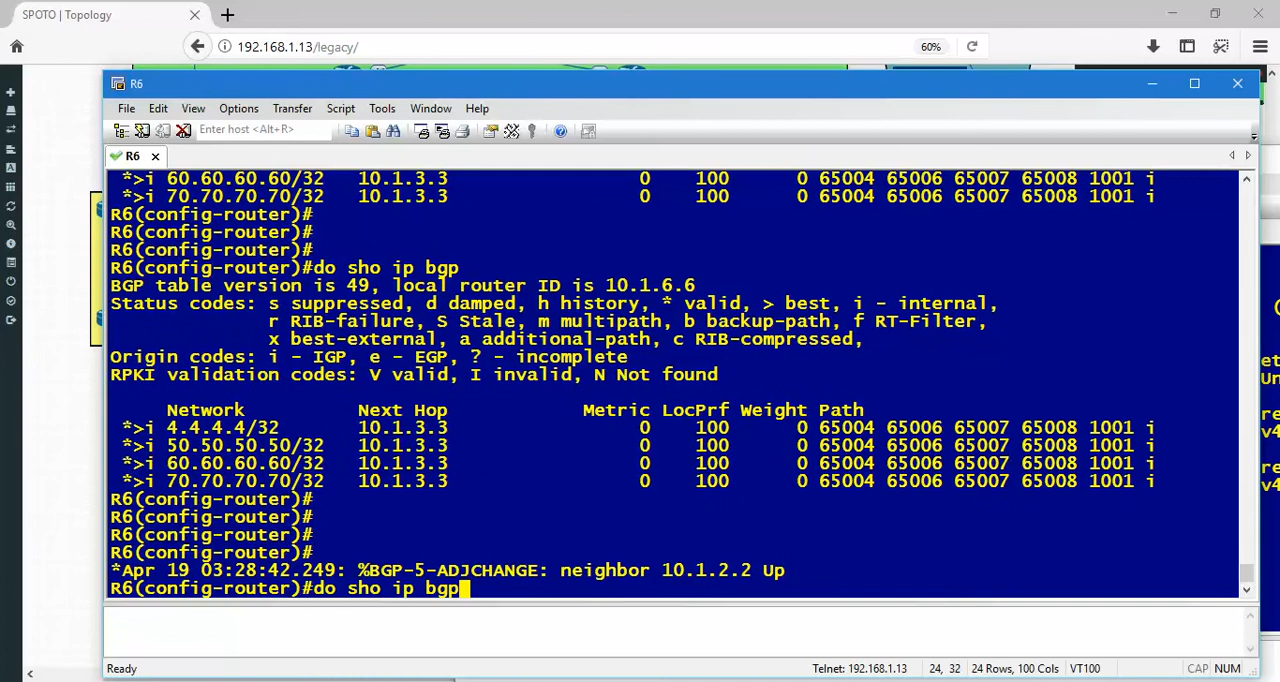 SPOTO | Topology
192.168.1.13/legacy/
60%
R6
File Edit View Options Transfer Script Tools Window Help
Enter host <Alt+R>
R6
*>i 60.60.60.60/32 10.1.3.3 0 100 0 65004 65006 65007 65008 1001 i
*>i 70.70.70.70/32 10.1.3.3 0 100 0 65004 65006 65007 65008 1001 i
R6(config-router)#
R6(config-router)#
R6(config-router)#
R6(config-router)#do sho ip bgp
BGP table version is 49, local router ID is 10.1.6.6
Status codes: s suppressed, d damped, h history, * valid, > best, i - internal,
r RIB-failure, S Stale, m multipath, b backup-path, f RT-Filter,
x best-external, a additional-path, c RIB-compressed,
Origin codes: i - IGP, e - EGP, ? - incomplete
RPKI validation codes: V valid, I invalid, N Not found
Network Next Hop Metric LocPrf Weight Path
*>i 4.4.4.4/32 10.1.3.3 0 100 0 65004 65006 65007 65008 1001 i
*>i 50.50.50.50/32 10.1.3.3 0 100 0 65004 65006 65007 65008 1001 i
*>i 60.60.60.60/32 10.1.3.3 0 100 0 65004 65006 65007 65008 1001 i
*>i 70.70.70.70/32 10.1.3.3 0 100 0 65004 65006 65007 65008 1001 i
R6(config-router)#
R6(config-router)#
R6(config-router)#
R6(config-router)#
*Apr 19 03:28:42.249: %BGP-5-ADJCHANGE: neighbor 10.1.2.2 Up
R6(config-router)#do sho ip bgp
Ready Telnet: 192.168.1.13 24, 32 24 Rows, 100 Cols VT100 CAP NUM